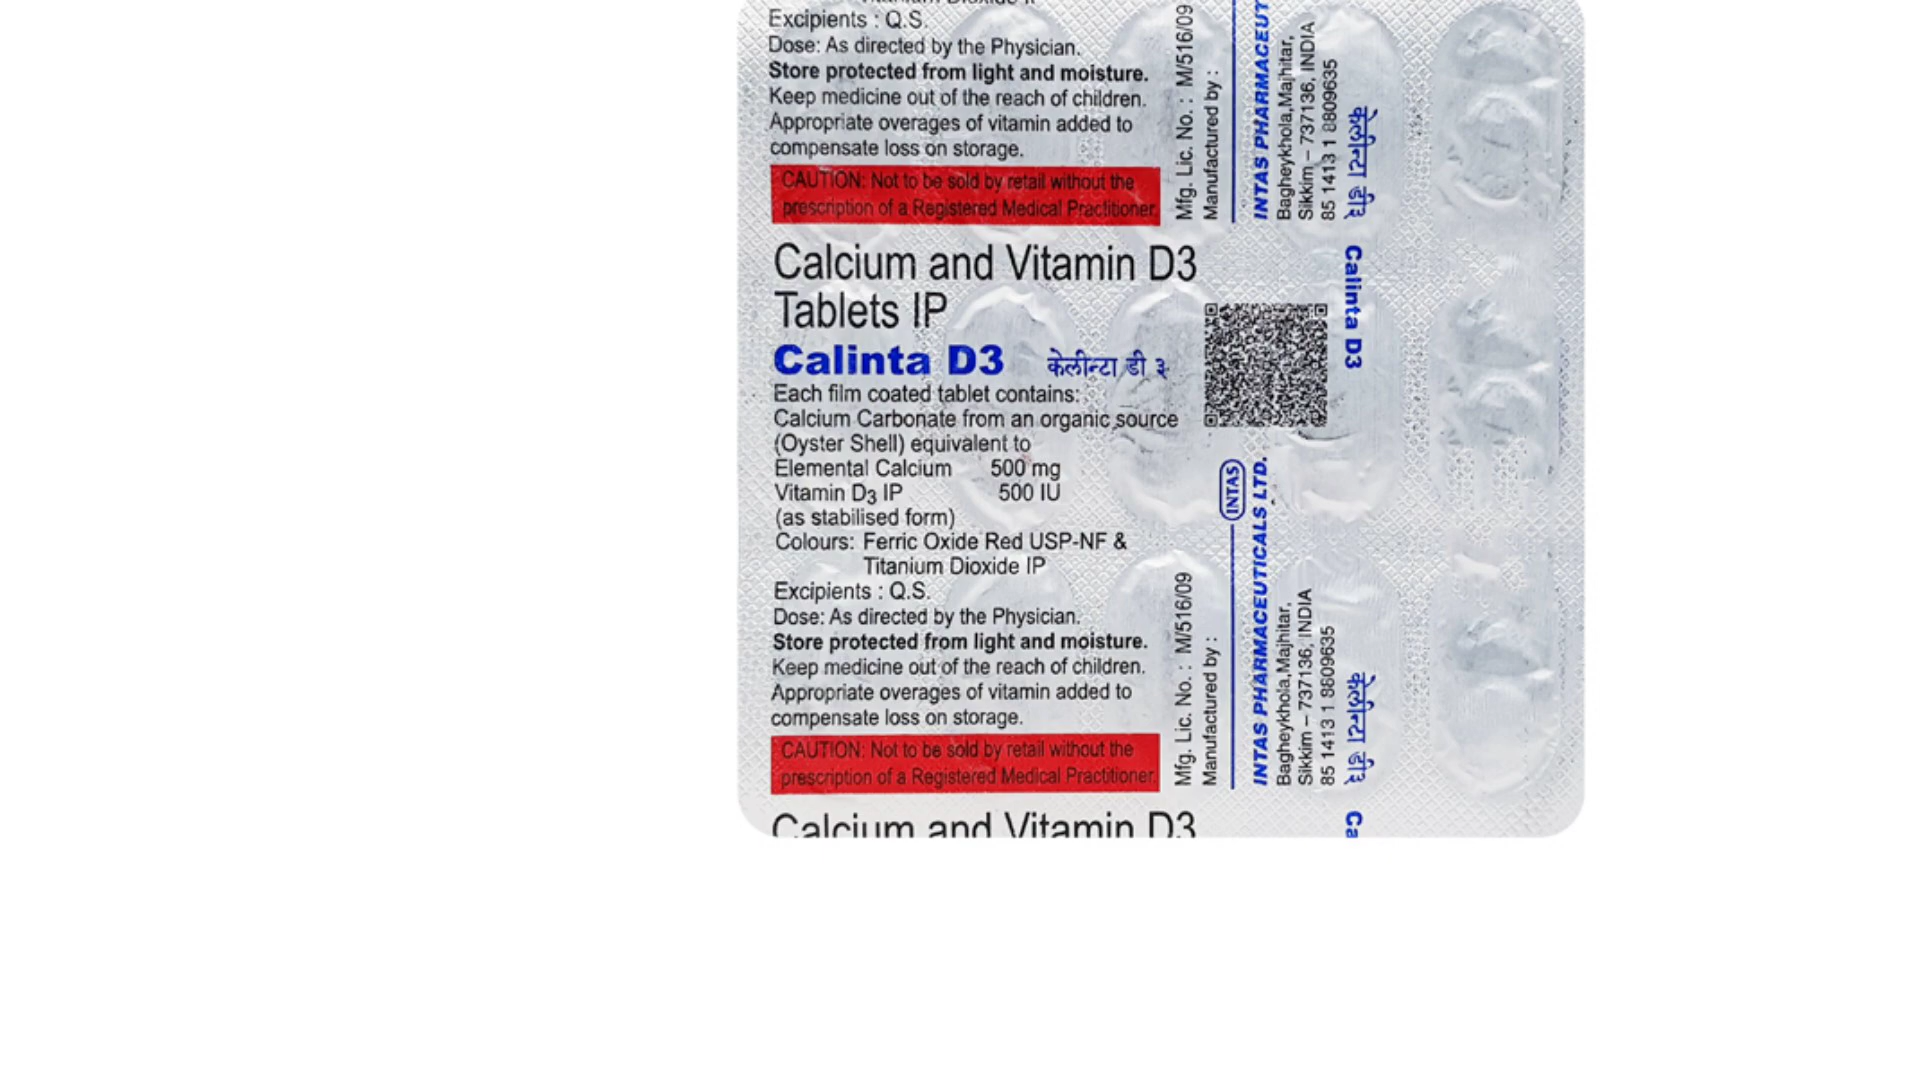 Excipients : Q.S.
Dose: As directed by the Physician.
Store protected from light and moisture.
Keep medicine out of the reach of children.
Appropriate overages of vitamin added to
compensate loss on storage.
CAUTION: Not to be sold by retail without the
prescription of a Registered Medical Practitioner.
Calcium and Vitamin D3
Tablets IP
Calinta D3 केलीन्टा डी ३
Each film coated tablet contains:
Calcium Carbonate from an organic source
(Oyster Shell) equivalent to
Elemental Calcium 500 mg
Vitamin D3 IP 500 IU
(as stabilised form)
Colours: Ferric Oxide Red USP-NF &
Titanium Dioxide IP
Excipients : Q.S.
Dose: As directed by the Physician.
Store protected from light and moisture.
Keep medicine out of the reach of children.
Appropriate overages of vitamin added to
compensate loss on storage.
CAUTION: Not to be sold by retail without the
prescription of a Registered Medical Practitioner.
Calcium and Vitamin D3
Mfg. Lic. No. : M/516/09
Manufactured by :
INTAS PHARMACEUT
Bagheykhola,Majhitar,
Sikkim – 737136, INDIA
85 1413 1 8809635
केलीन्टा डी ३
Calinta D3
Mfg. Lic. No. : M/516/09
Manufactured by :
INTAS
INTAS PHARMACEUTICALS LTD.
Bagheykhola,Majhitar,
Sikkim – 737136, INDIA
85 1413 1 8809635
केलीन्टा डी ३
Ca